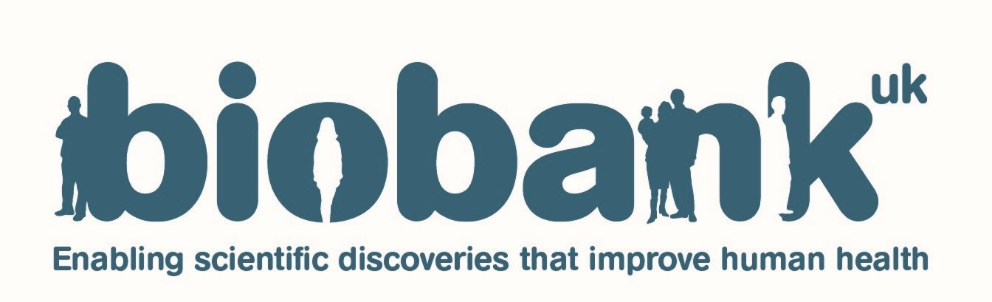 biobank uk
Enabling scientific discoveries that improve human health